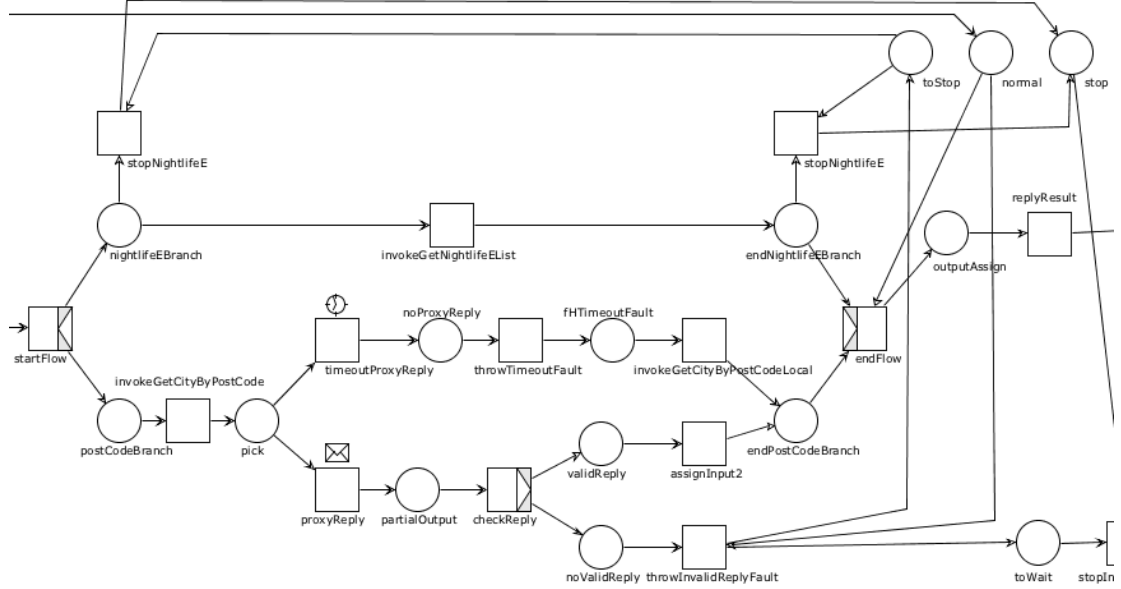 toStop
normal
stop
stopNightlifeE
stopNightlifeE
replyResult
nightlifeEBranch
invokeGetNightlifeEList
endNightlifeEBranch
outputAssign
noProxyReply
fHTimeoutFault
startFlow
timeoutProxyReply
throwTimeoutFault
invokeGetCityByPostCodeLocal
endFlow
invokeGetCityByPostCode
postCodeBranch
pick
validReply
assignInput2
endPostCodeBranch
proxyReply
partialOutput
checkReply
noValidReply
throwInvalidReplyFault
toWait
stopIn